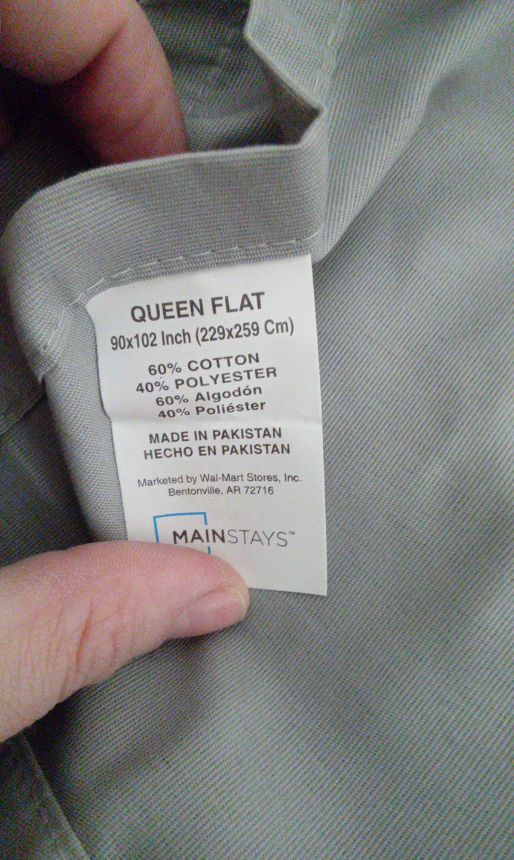 QUEEN FLAT
90x102 Inch (229x259 Cm)
60% COTTON
40% POLYESTER
60% Algodón
40% Poliéster
MADE IN PAKISTAN
HECHO EN PAKISTAN
Marketed by Wal-Mart Stores, Inc.
Bentonville, AR 72716
MAINSTAYS™